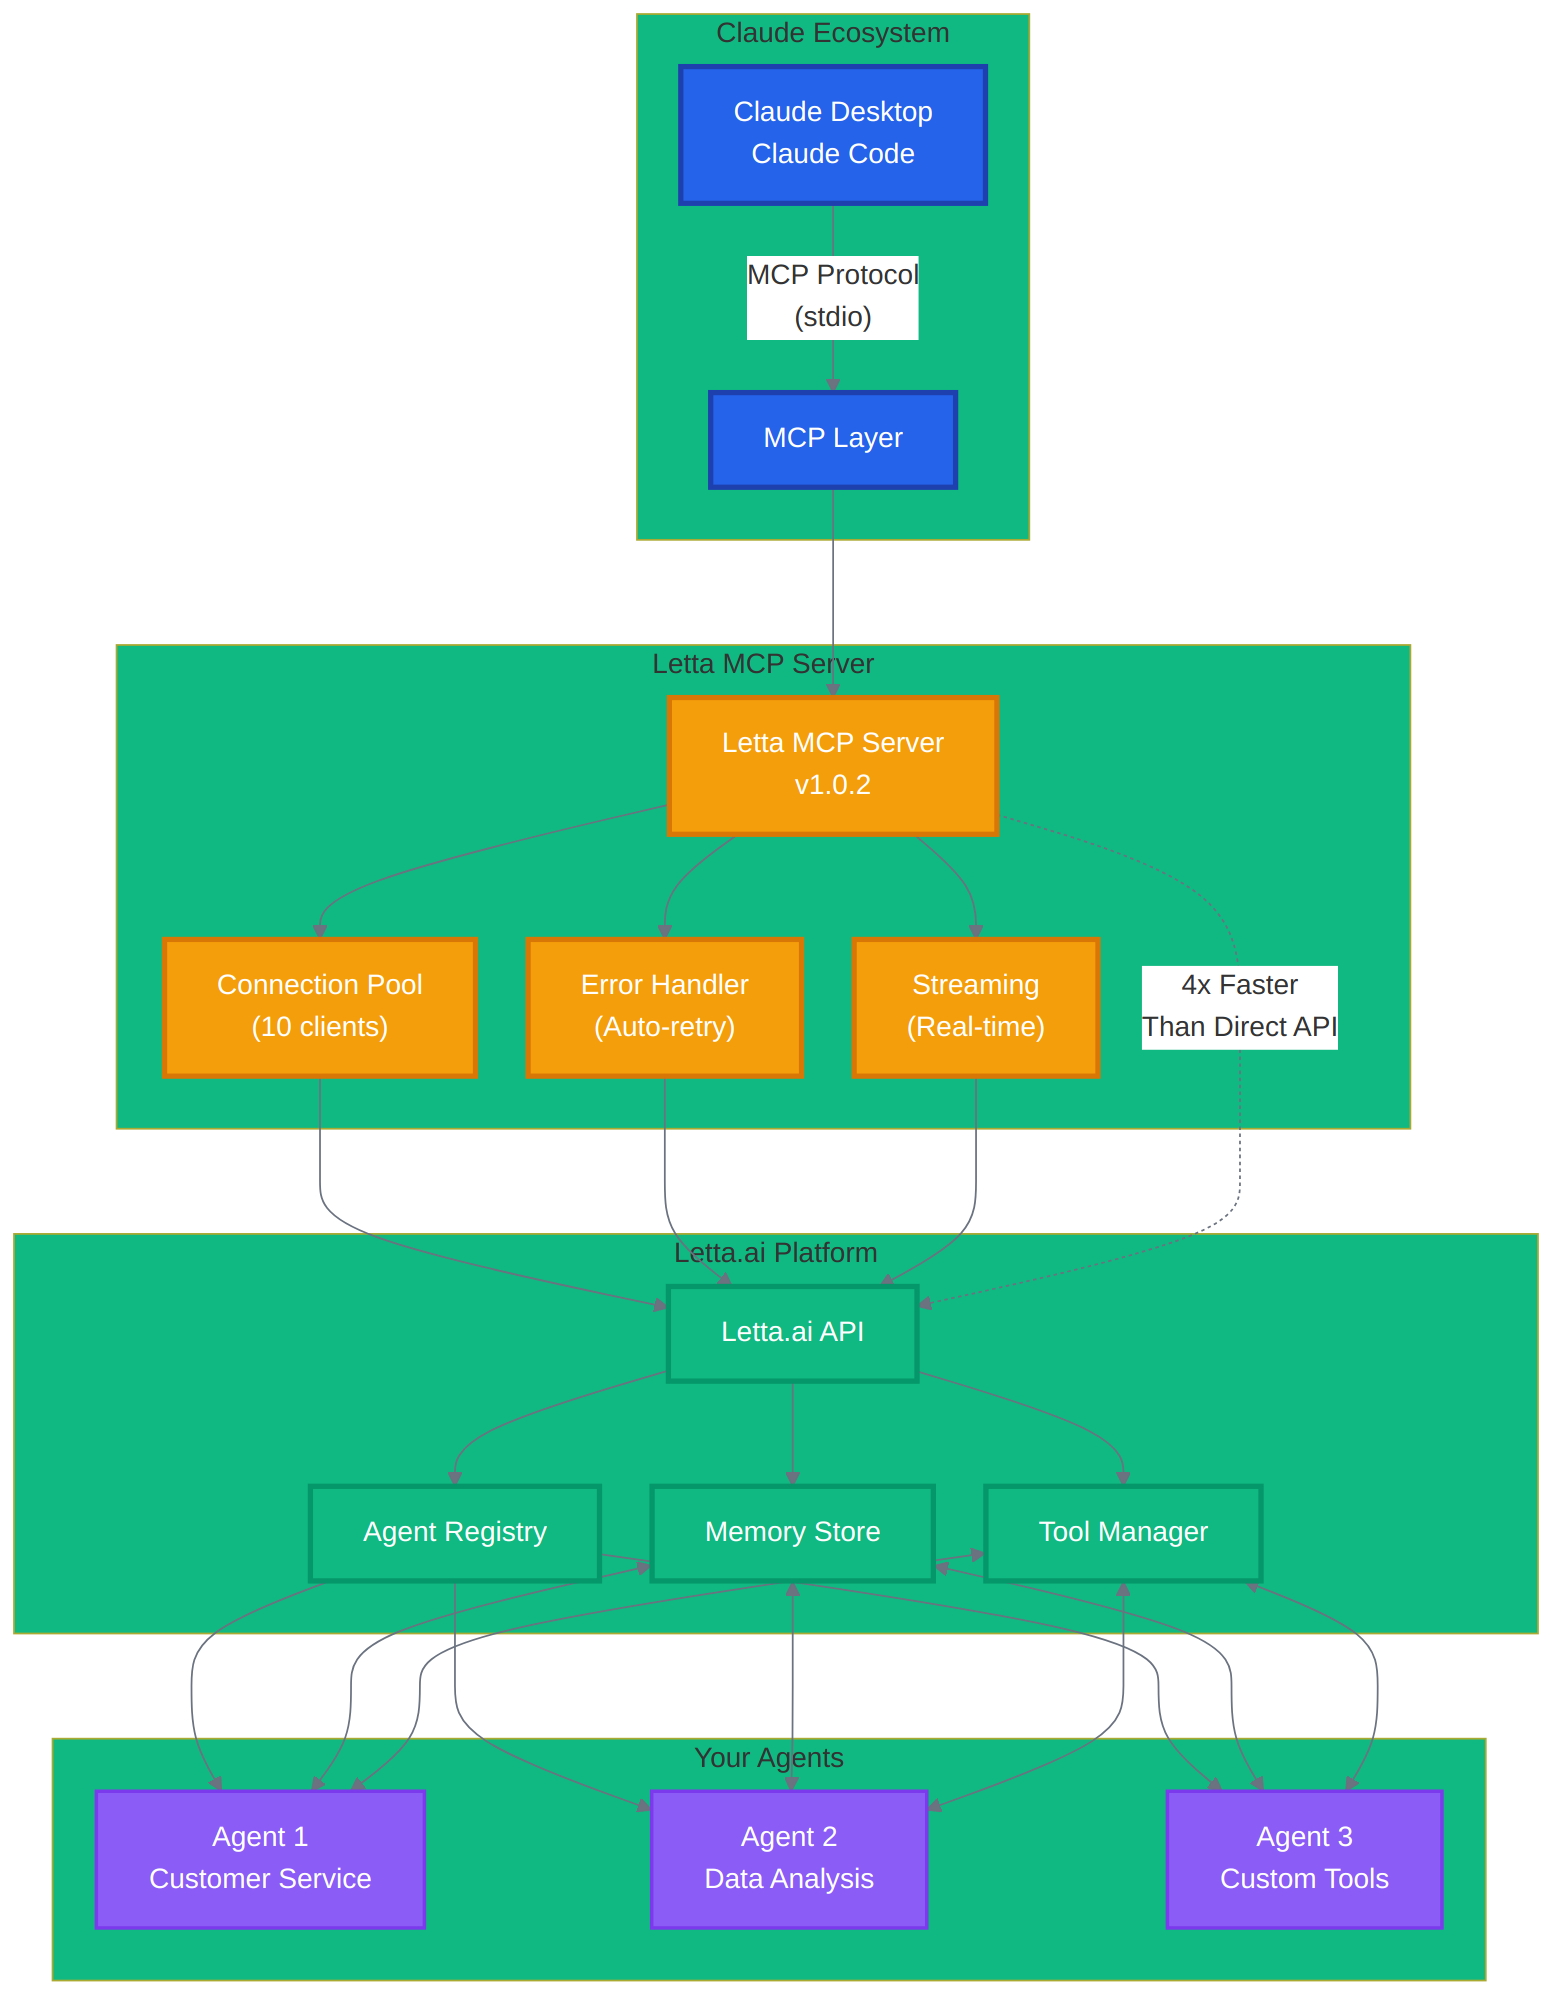 Claude Ecosystem
Claude Desktop
Claude Code
MCP Protocol
(stdio)
MCP Layer
Letta MCP Server
Letta MCP Server
v1.0.2
Connection Pool
(10 clients)
Error Handler
(Auto-retry)
Streaming
(Real-time)
4x Faster
Than Direct API
Letta.ai Platform
Letta.ai API
Agent Registry
Memory Store
Tool Manager
Your Agents
Agent 1
Customer Service
Agent 2
Data Analysis
Agent 3
Custom Tools